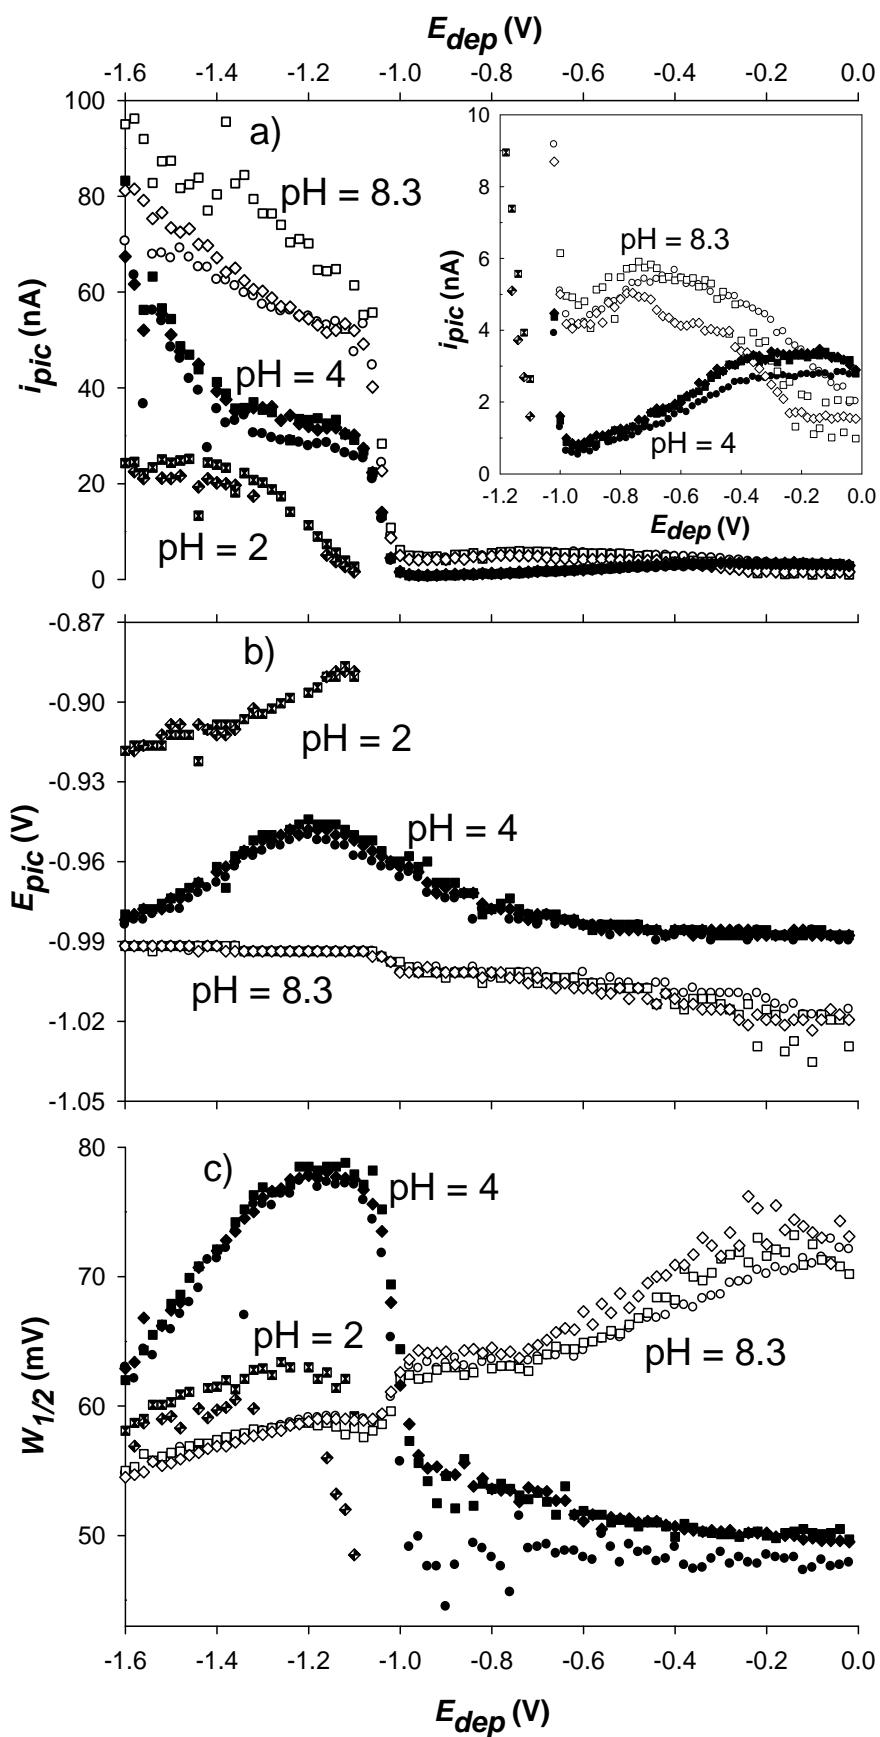 E_dep (V)
-1.6 -1.4 -1.2 -1.0 -0.8 -0.6 -0.4 -0.2 0.0
100
80
60
40
20
0
i_pic (nA)
a)
pH = 8.3
pH = 4
pH = 2
10
8
6
4
2
0
i_pic (nA)
pH = 8.3
pH = 4
-1.2 -1.0 -0.8 -0.6 -0.4 -0.2 0.0
E_dep (V)
-0.87
-0.90
-0.93
-0.96
-0.99
-1.02
-1.05
E_pic (V)
b)
pH = 2
pH = 4
pH = 8.3
80
70
60
50
W_1/2 (mV)
c)
pH = 4
pH = 2
pH = 8.3
-1.6 -1.4 -1.2 -1.0 -0.8 -0.6 -0.4 -0.2 0.0
E_dep (V)